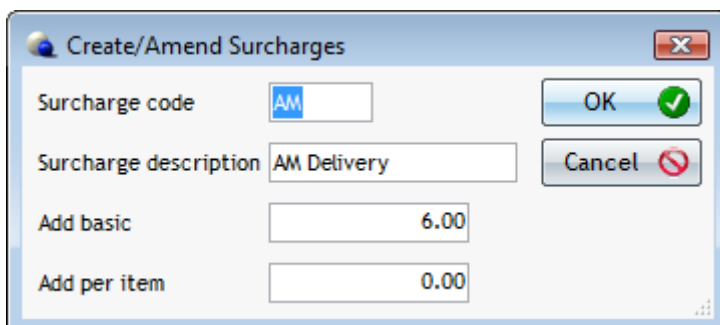 Create/Amend Surcharges
Surcharge code AM OK
Surcharge description AM Delivery Cancel
Add basic 6.00
Add per item 0.00